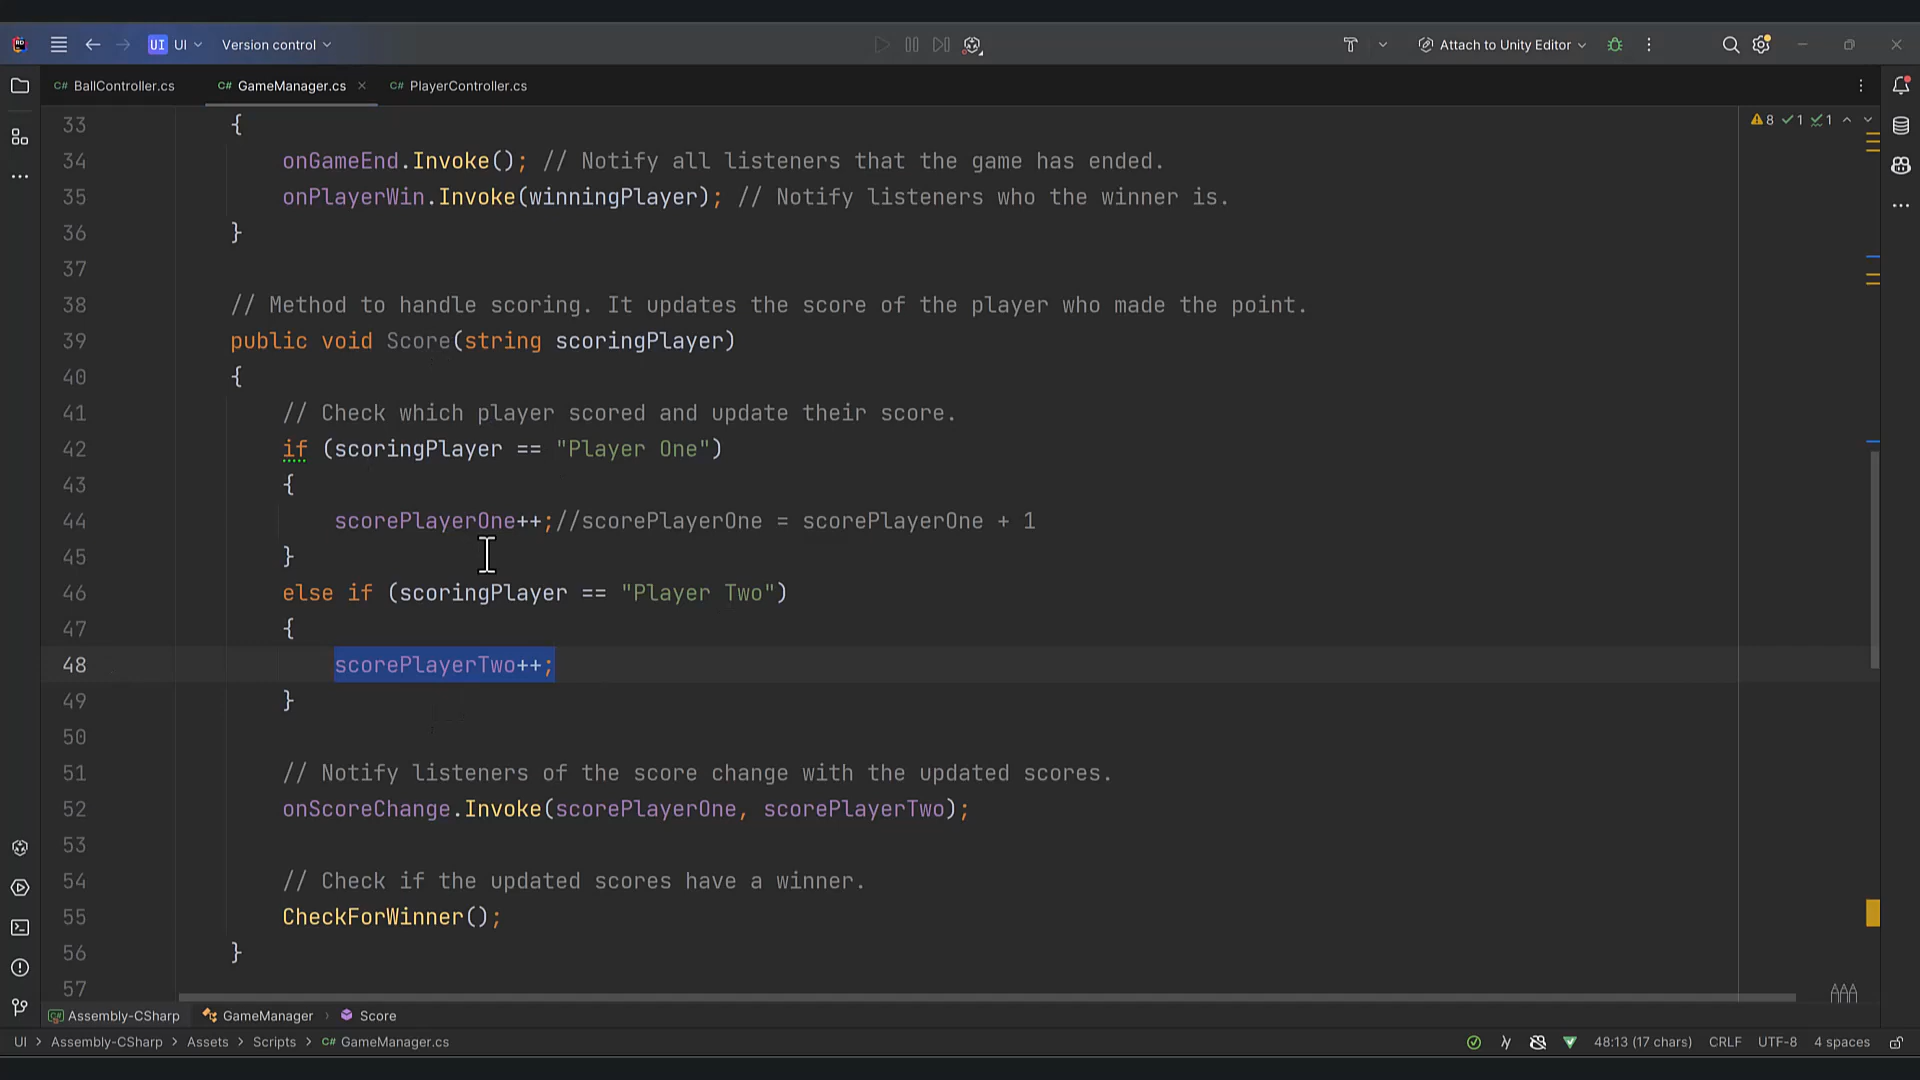 UI UI Version control Attach to Unity Editor
C# BallController.cs C# GameManager.cs C# PlayerController.cs
8 1 1
33 {
34 onGameEnd.Invoke(); // Notify all listeners that the game has ended.
35 onPlayerWin.Invoke(winningPlayer); // Notify listeners who the winner is.
36 }
37
38 // Method to handle scoring. It updates the score of the player who made the point.
39 public void Score(string scoringPlayer)
40 {
41 // Check which player scored and update their score.
42 if (scoringPlayer == "Player One")
43 {
44 scorePlayerOne++;//scorePlayerOne = scorePlayerOne + 1
45 }
46 else if (scoringPlayer == "Player Two")
47 {
48 scorePlayerTwo++;
49 }
50
51 // Notify listeners of the score change with the updated scores.
52 onScoreChange.Invoke(scorePlayerOne, scorePlayerTwo);
53
54 // Check if the updated scores have a winner.
55 CheckForWinner();
56 }
57
Assembly-CSharp GameManager › Score
UI > Assembly-CSharp > Assets > Scripts > C# GameManager.cs 48:13 (17 chars) CRLF UTF-8 4 spaces